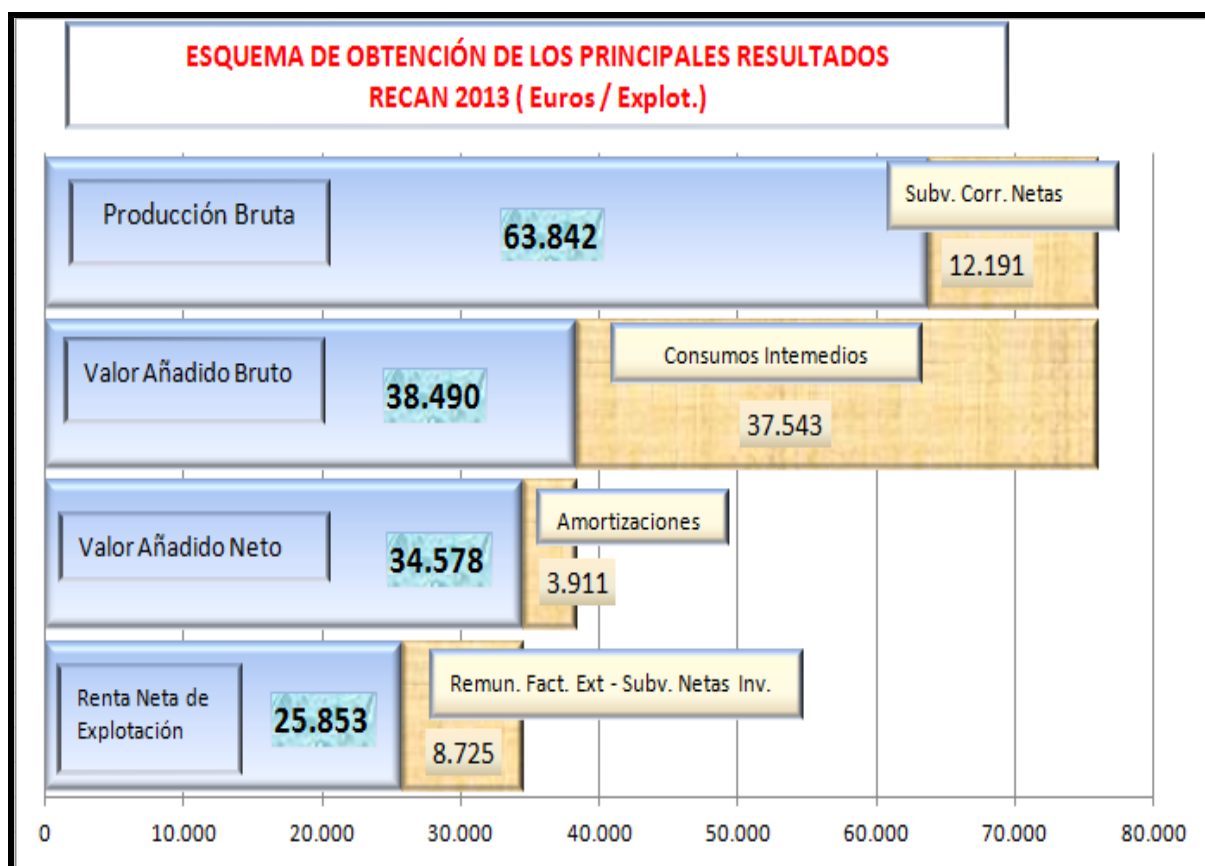 ESQUEMA DE OBTENCIÓN DE LOS PRINCIPALES RESULTADOS
RECAN 2013 ( Euros / Explot.)
Producción Bruta
63.842
Subv. Corr. Netas
12.191
Valor Añadido Bruto
38.490
Consumos Intemedios
37.543
Valor Añadido Neto
34.578
Amortizaciones
3.911
Renta Neta de
Explotación
25.853
Remun. Fact. Ext - Subv. Netas Inv.
8.725
0 10.000 20.000 30.000 40.000 50.000 60.000 70.000 80.000